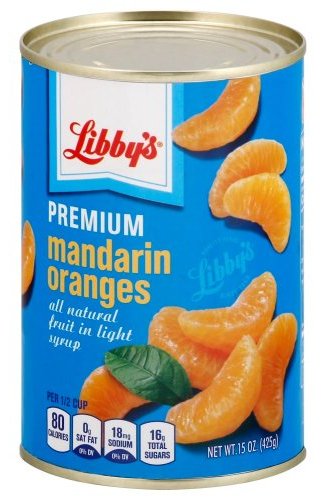 Libby's®
PREMIUM
mandarin
oranges
all natural
fruit in light
syrup
Libby's
PER 1/2 CUP
80
CALORIES
0g
SAT FAT
0% DV
18mg
SODIUM
0% DV
16g
TOTAL
SUGARS
NET WT. 15 OZ. (425g)